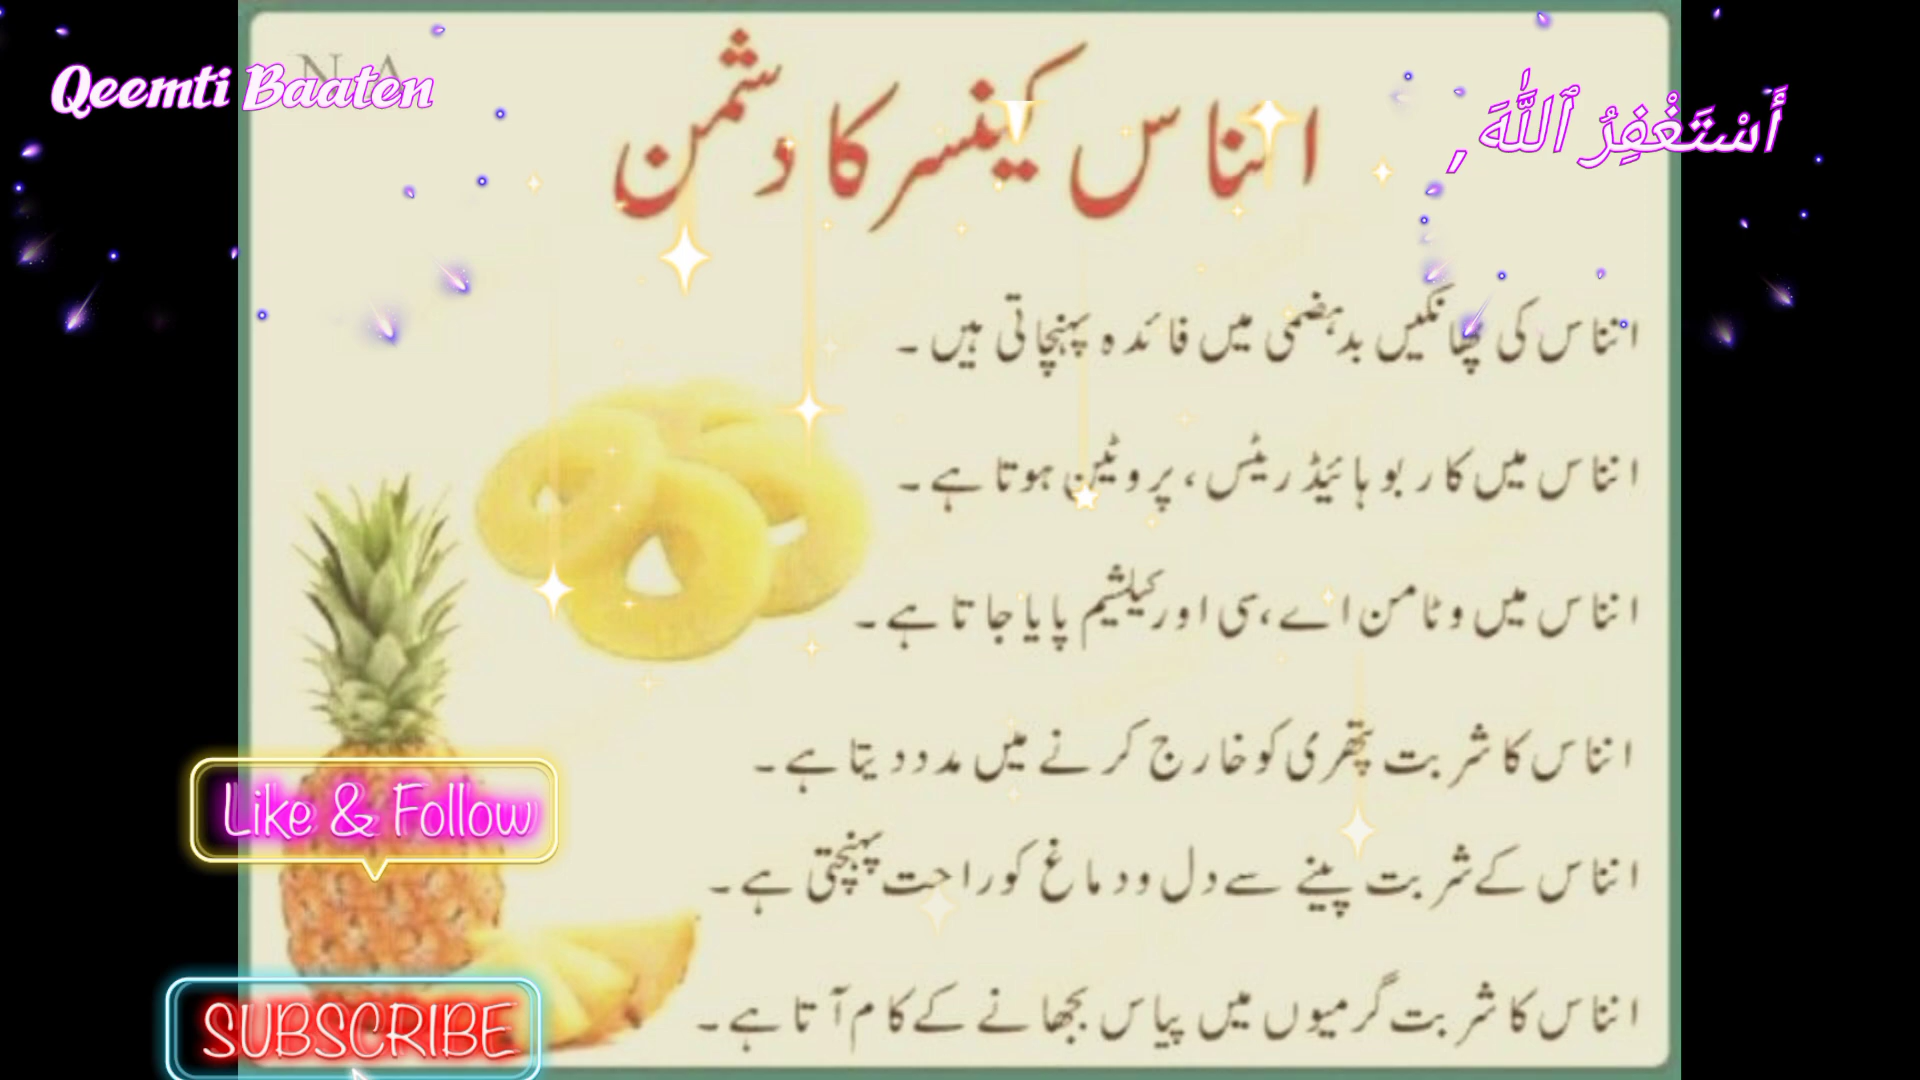 N A
Qeemti Baaten
أَسْتَغْفِرُ ٱللَّٰهَ
انناس کینسر کا دشمن
انناس کی پھانکیں بدہضمی میں فائدہ پہنچاتی ہیں ۔
انناس میں کاربوہائیڈریٹس، پروٹین ہوتا ہے ۔
انناس میں وٹامن اے، سی اور کیلشیم پایا جاتا ہے ۔
انناس کا شربت پتھری کو خارج کرنے میں مدد دیتا ہے ۔
Like & Follow
انناس کے شربت پینے سے دل و دماغ کو راحت پہنچتی ہے ۔
انناس کا شربت گرمیوں میں پیاس بجھانے کے کام آتا ہے ۔
SUBSCRIBE